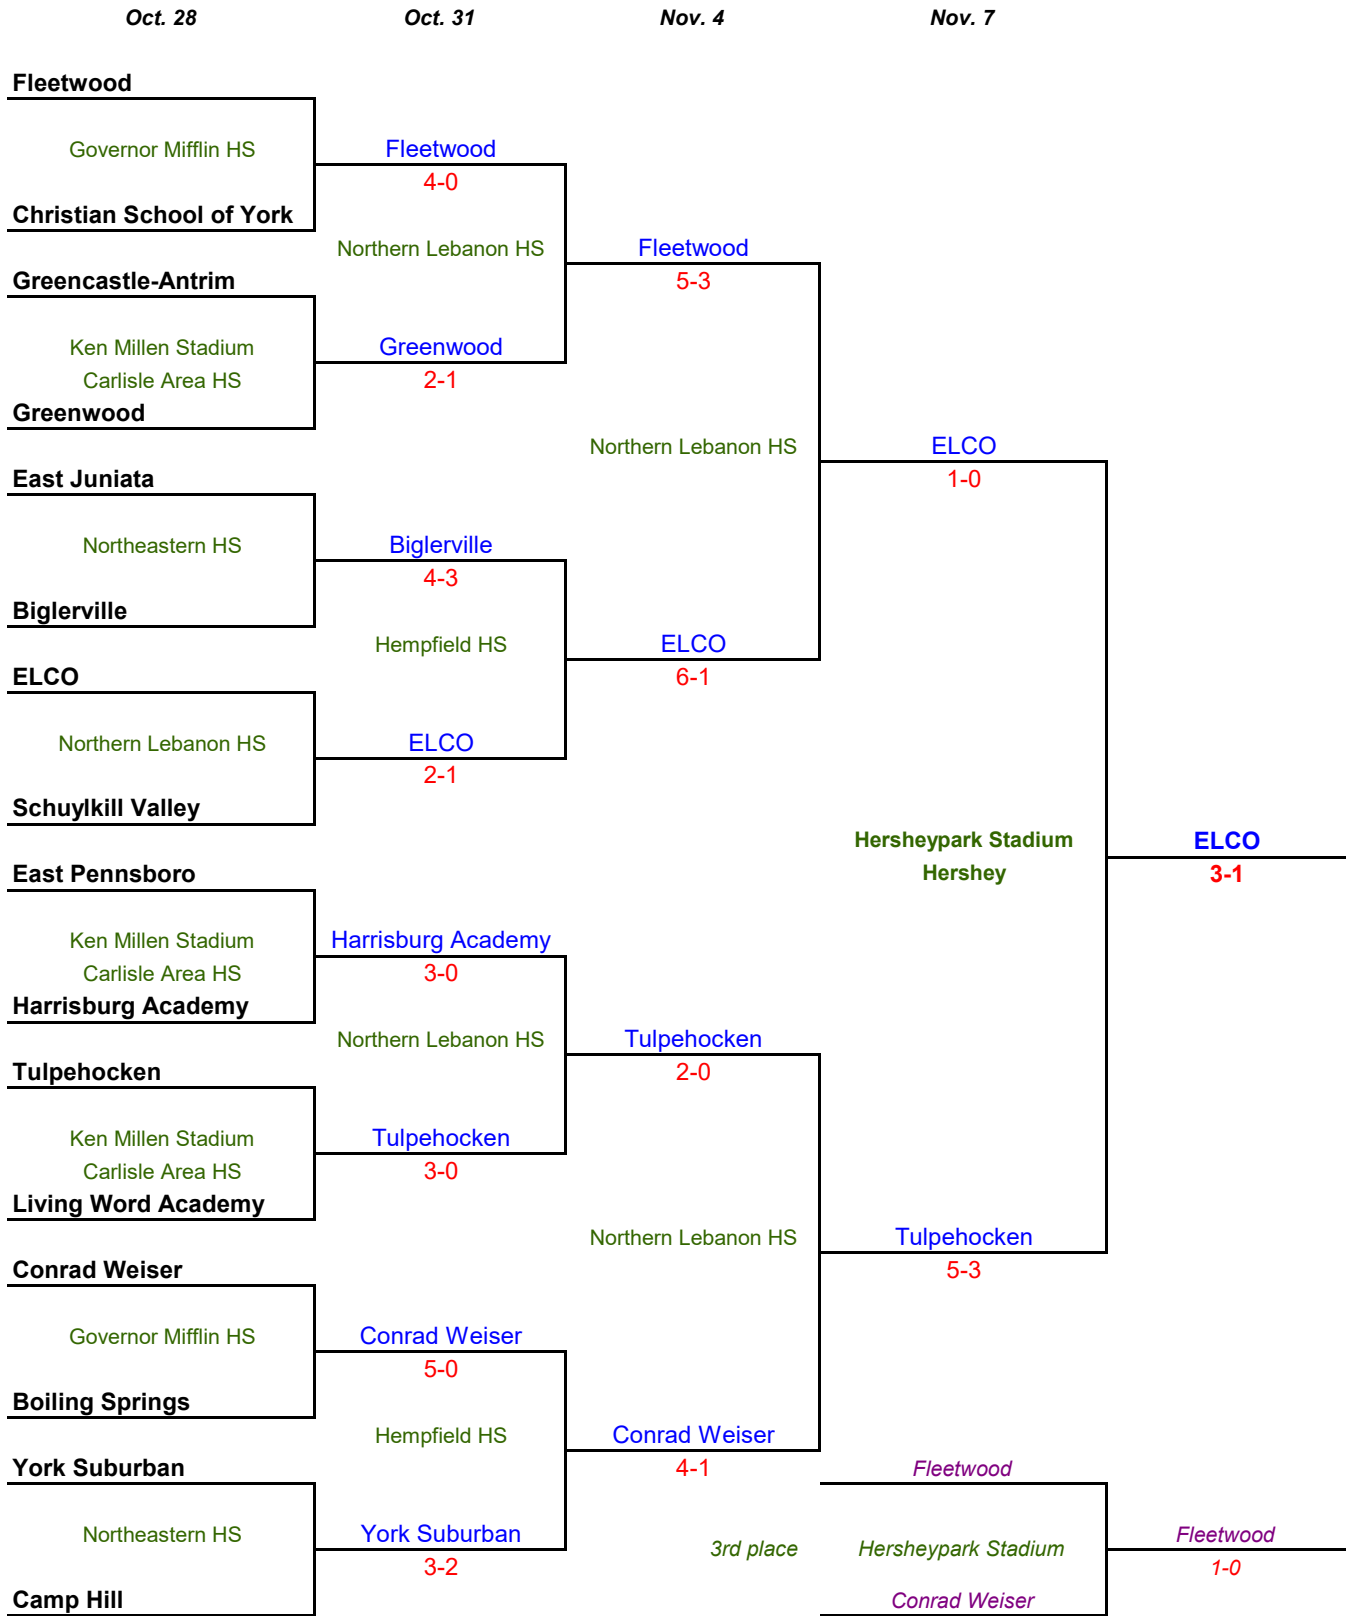 Oct. 28 Oct. 31 Nov. 4 Nov. 7
Fleetwood
Governor Mifflin HS Fleetwood
4-0
Christian School of York
Northern Lebanon HS Fleetwood
Greencastle-Antrim 5-3
Ken Millen Stadium Greenwood
Carlisle Area HS 2-1
Greenwood
Northern Lebanon HS ELCO
East Juniata 1-0
Northeastern HS Biglerville
4-3
Biglerville
Hempfield HS ELCO
ELCO 6-1
Northern Lebanon HS ELCO
2-1
Schuylkill Valley
Hersheypark Stadium ELCO
East Pennsboro Hershey 3-1
Ken Millen Stadium Harrisburg Academy
Carlisle Area HS 3-0
Harrisburg Academy
Northern Lebanon HS Tulpehocken
Tulpehocken 2-0
Ken Millen Stadium Tulpehocken
Carlisle Area HS 3-0
Living Word Academy
Northern Lebanon HS Tulpehocken
Conrad Weiser 5-3
Governor Mifflin HS Conrad Weiser
5-0
Boiling Springs
Hempfield HS Conrad Weiser
York Suburban 4-1 Fleetwood
Northeastern HS York Suburban 3rd place Hersheypark Stadium Fleetwood
3-2 1-0
Camp Hill Conrad Weiser